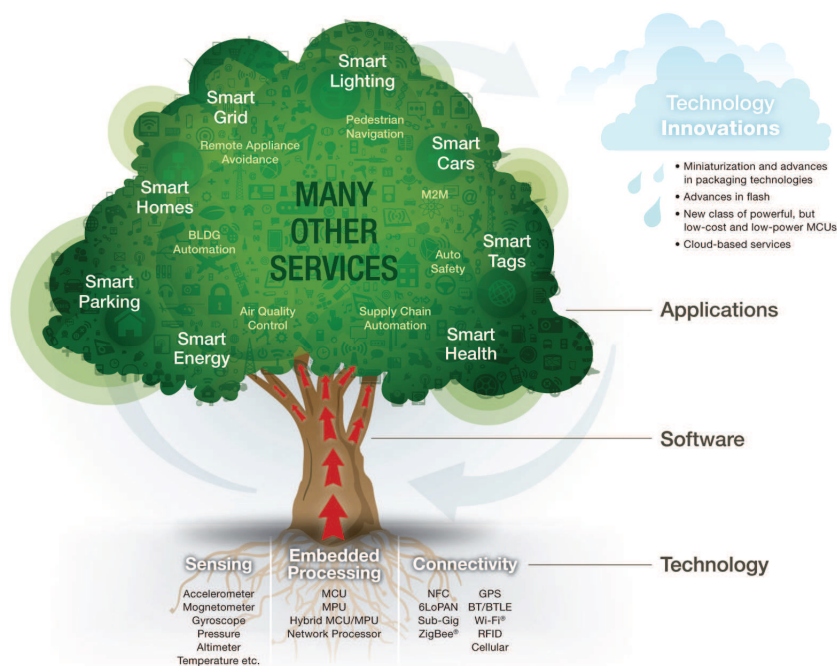 Smart
Lighting
Smart
Grid
Pedestrian
Navigation
Remote Appliance
Avoidance
Smart
Cars
Smart
Homes
M2M
MANY
OTHER
SERVICES
BLDG
Automation
Smart
Tags
Auto
Safety
Smart
Parking
Air Quality
Control
Supply Chain
Automation
Smart
Energy
Smart
Health
Technology
Innovations
• Miniaturization and advances
in packaging technologies
• Advances in flash
• New class of powerful, but
low-cost and low-power MCUs
• Cloud-based services
Applications
Software
Technology
Sensing
Accelerometer
Mognetometer
Gyroscope
Pressure
Altimeter
Temperature etc.
Embedded
Processing
MCU
MPU
Hybrid MCU/MPU
Network Processor
Connectivity
NFC
6LoPAN
Sub-Gig
ZigBee®
GPS
BT/BTLE
Wi-Fi®
RFID
Cellular